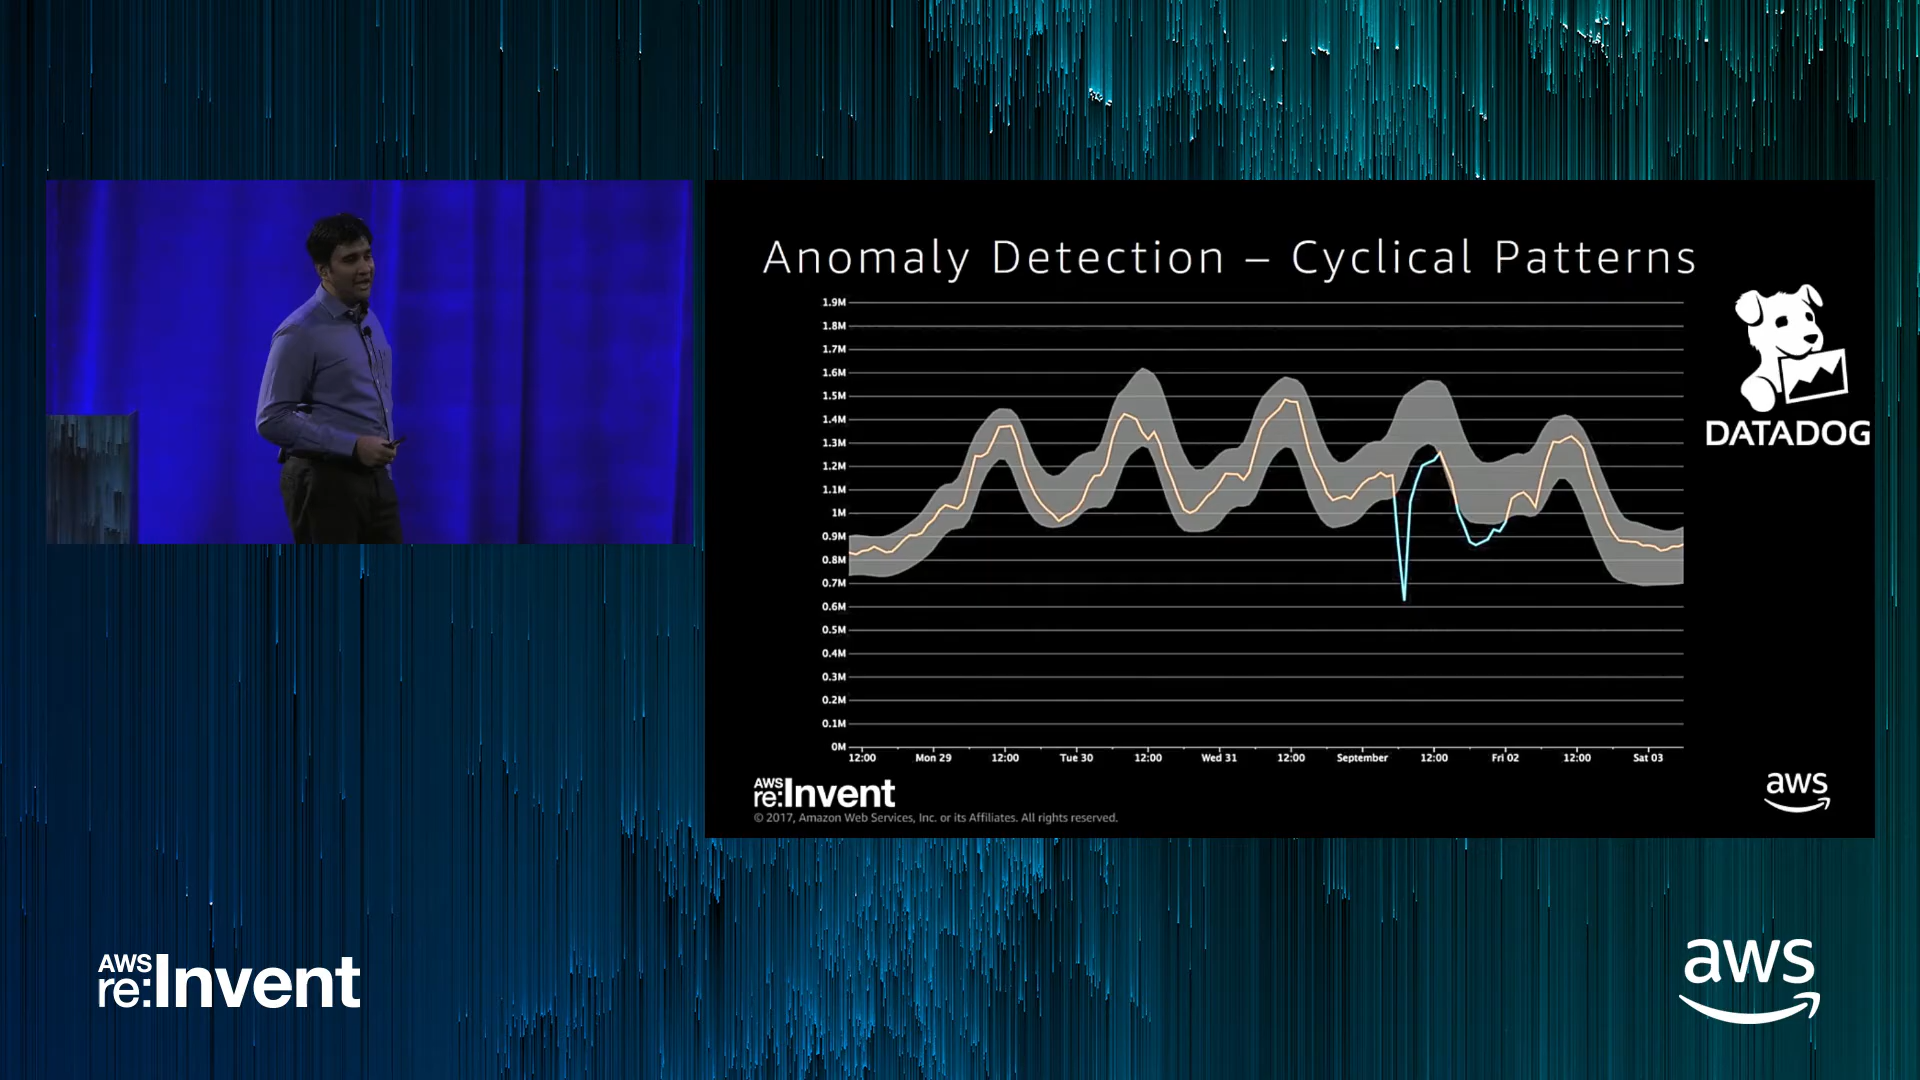 Anomaly Detection – Cyclical Patterns
1.9M
1.8M
1.7M
1.6M
1.5M
1.4M
1.3M
1.2M
1.1M
1M
0.9M
0.8M
0.7M
0.6M
0.5M
0.4M
0.3M
0.2M
0.1M
0M
12:00 Mon 29 12:00 Tue 30 12:00 Wed 31 12:00 September 12:00 Fri 02 12:00 Sat 03
DATADOG
AWS
re:Invent
© 2017, Amazon Web Services, Inc. or its Affiliates. All rights reserved.
aws
AWS
re:Invent
aws